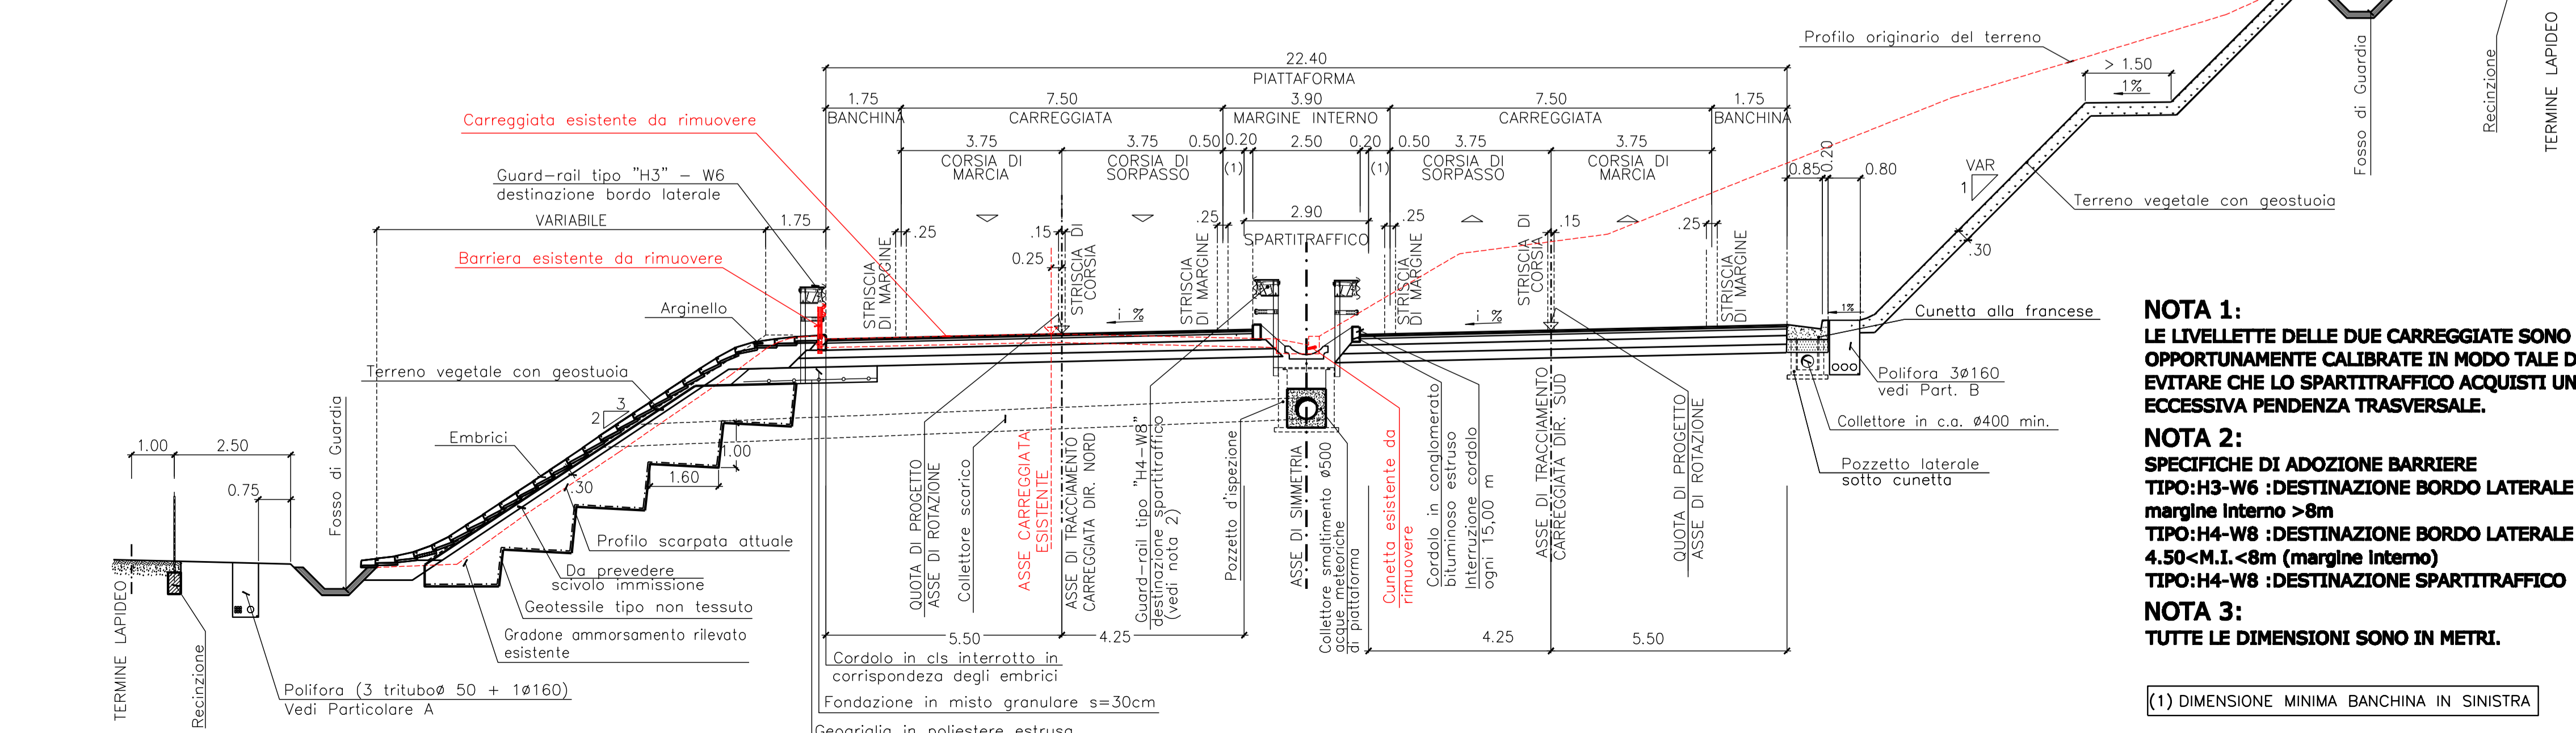 22.40
PIATTAFORMA
1.75
7.50
3.90
7.50
1.75
BANCHINA
CARREGGIATA
MARGINE INTERNO
CARREGGIATA
BANCHINA
3.75
3.75
0.50
0.20
2.50
0.20
0.50
3.75
3.75
CORSIA DI
MARCIA
CORSIA DI
SORPASSO
(1)
(1)
CORSIA DI
SORPASSO
CORSIA DI
MARCIA
Carreggiata esistente da rimuovere
Guard-rail tipo "H3" - W6
destinazione bordo laterale
VARIABILE
1.75
.25
.15
0.25
.25
2.90
SPARTITRAFFICO
.25
.15
.25
STRISCIA
DI MARGINE
STRISCIA DI
CORSIA
STRISCIA
DI MARGINE
STRISCIA
DI MARGINE
STRISCIA DI
CORSIA
STRISCIA
DI MARGINE
Barriera esistente da rimuovere
Arginello
i %
i %
Terreno vegetale con geostuoia
3
2
Embrici
.30
1.00
1.60
1.00
2.50
0.75
Fosso di Guardia
Profilo scarpata attuale
Da prevedere
scivolo immissione
Geotessile tipo non tessuto
Gradone ammorsamento rilevato
esistente
TERMINE LAPIDEO
Recinzione
Polifora (3 trituboø 50 + 1ø160)
Vedi Particolare A
QUOTA DI PROGETTO
ASSE DI ROTAZIONE
Collettore scarico
ASSE CARREGGIATA
ESISTENTE
ASSE DI TRACCIAMENTO
CARREGGIATA DIR. NORD
Guard-rail tipo "H4-W8"
destinazione spartitraffico
(vedi nota 2)
Pozzetto d'ispezione
ASSE DI SIMMETRIA
Collettore smaltimento ø500
acque meteoriche
di piattaforma
Cunetta esistente da
rimuovere
Cordolo in conglomerato
bituminoso estruso
Interruzione cordolo
ogni 15,00 m
ASSE DI TRACCIAMENTO
CARREGGIATA DIR. SUD
QUOTA DI PROGETTO
ASSE DI ROTAZIONE
5.50
4.25
4.25
5.50
Cordolo in cls interrotto in
corrispondeza degli embrici
Fondazione in misto granulare s=30cm
Geogriglia in poliestere estrusa
Profilo originario del terreno
> 1.50
1%
0.85
0.20
0.80
VAR
1
Terreno vegetale con geostuoia
.30
1%
Cunetta alla francese
Polifora 3ø160
vedi Part. B
Collettore in c.a. ø400 min.
Pozzetto laterale
sotto cunetta
Fosso di Guardia
Recinzione
TERMINE LAPIDEO
NOTA 1:
LE LIVELLETTE DELLE DUE CARREGGIATE SONO
OPPORTUNAMENTE CALIBRATE IN MODO TALE D
EVITARE CHE LO SPARTITRAFFICO ACQUISTI UN
ECCESSIVA PENDENZA TRASVERSALE.
NOTA 2:
SPECIFICHE DI ADOZIONE BARRIERE
TIPO:H3-W6 :DESTINAZIONE BORDO LATERALE
margine interno >8m
TIPO:H4-W8 :DESTINAZIONE BORDO LATERALE
4.50<M.I.<8m (margine interno)
TIPO:H4-W8 :DESTINAZIONE SPARTITRAFFICO
NOTA 3:
TUTTE LE DIMENSIONI SONO IN METRI.
(1) DIMENSIONE MINIMA BANCHINA IN SINISTRA